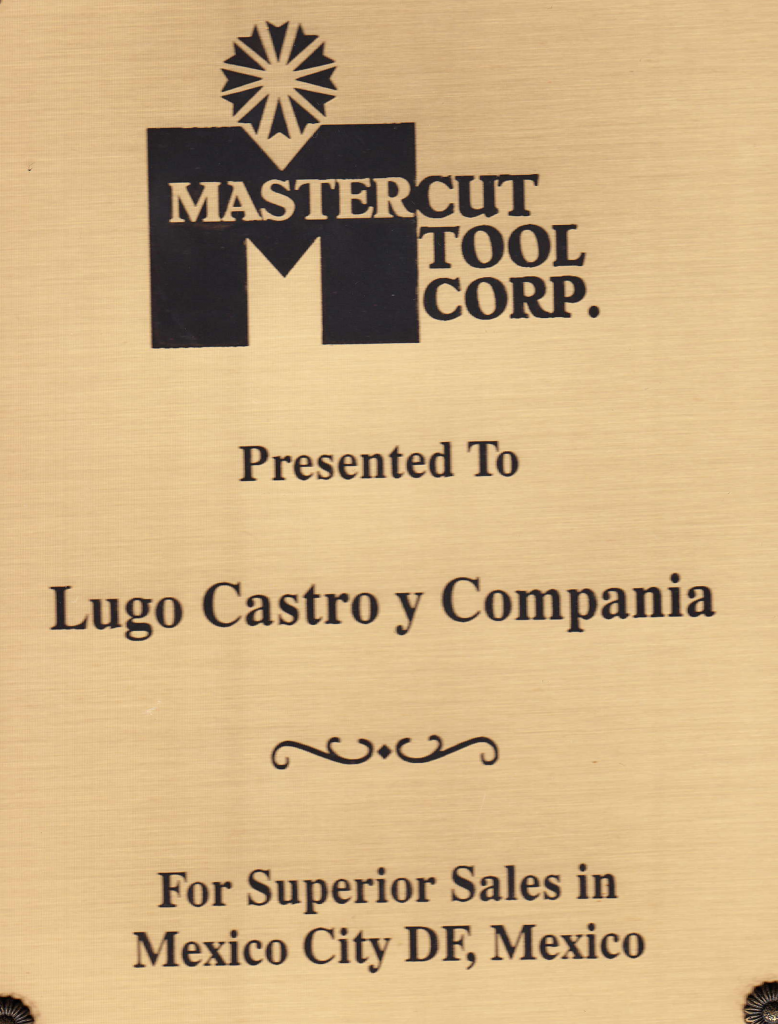 MASTERCUT
TOOL
CORP.
Presented To
Lugo Castro y Compania
For Superior Sales in
Mexico City DF, Mexico